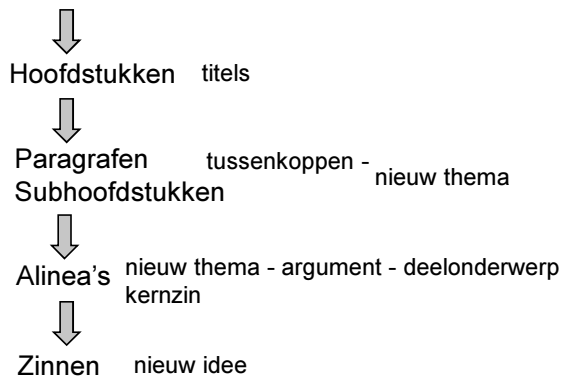 Hoofdstukken titels
Paragrafen tussenkoppen -
nieuw thema
Subhoofdstukken
Alinea's nieuw thema - argument - deelonderwerp
kernzin
Zinnen nieuw idee